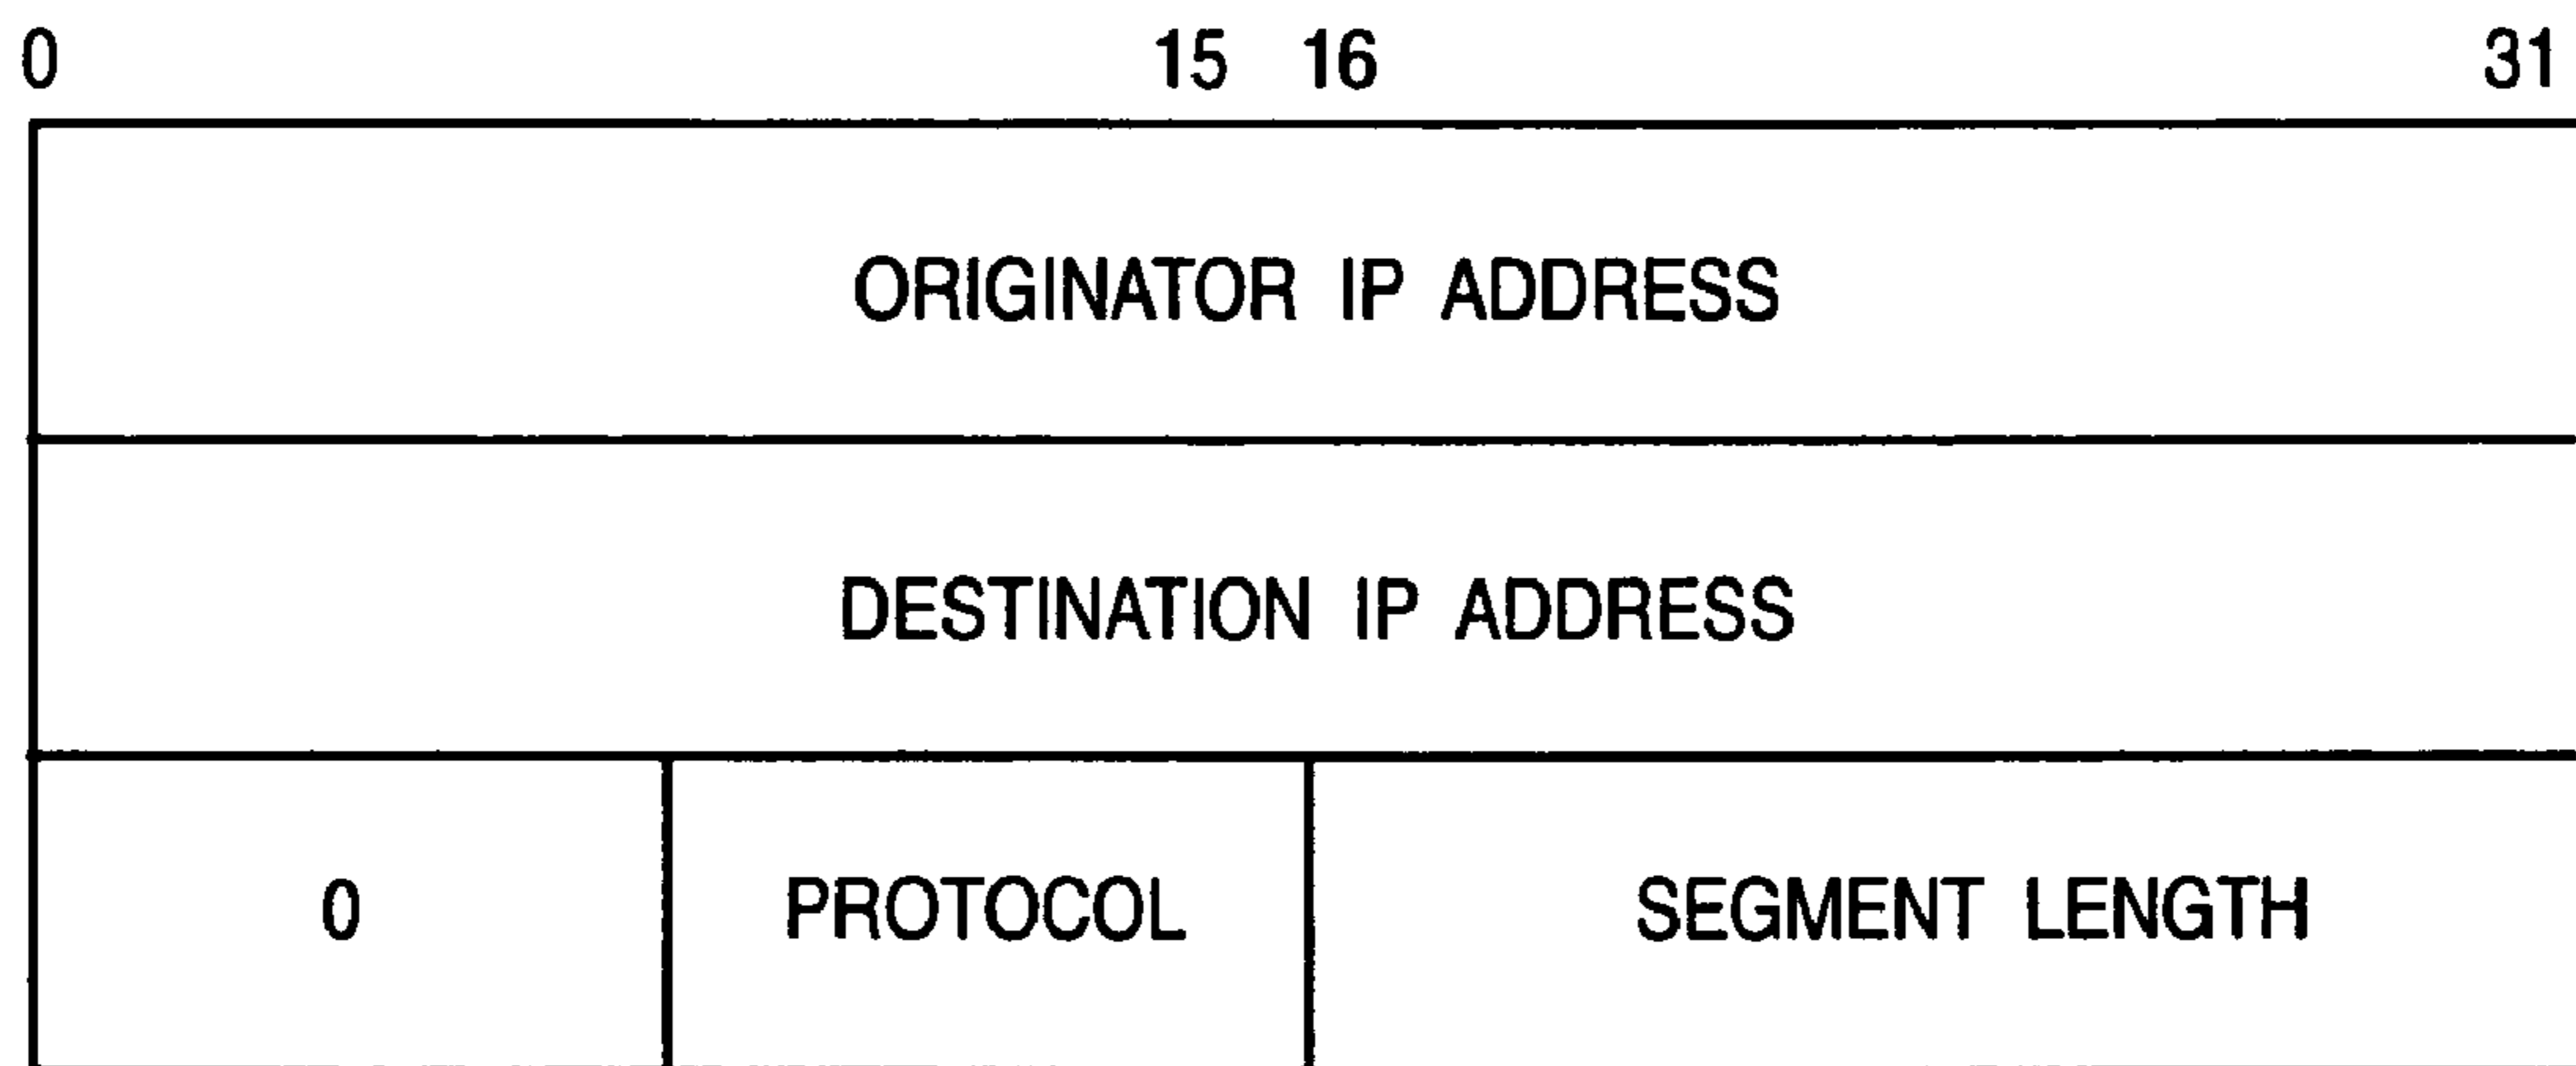 0 15 16 31
ORIGINATOR IP ADDRESS
DESTINATION IP ADDRESS
0 PROTOCOL SEGMENT LENGTH